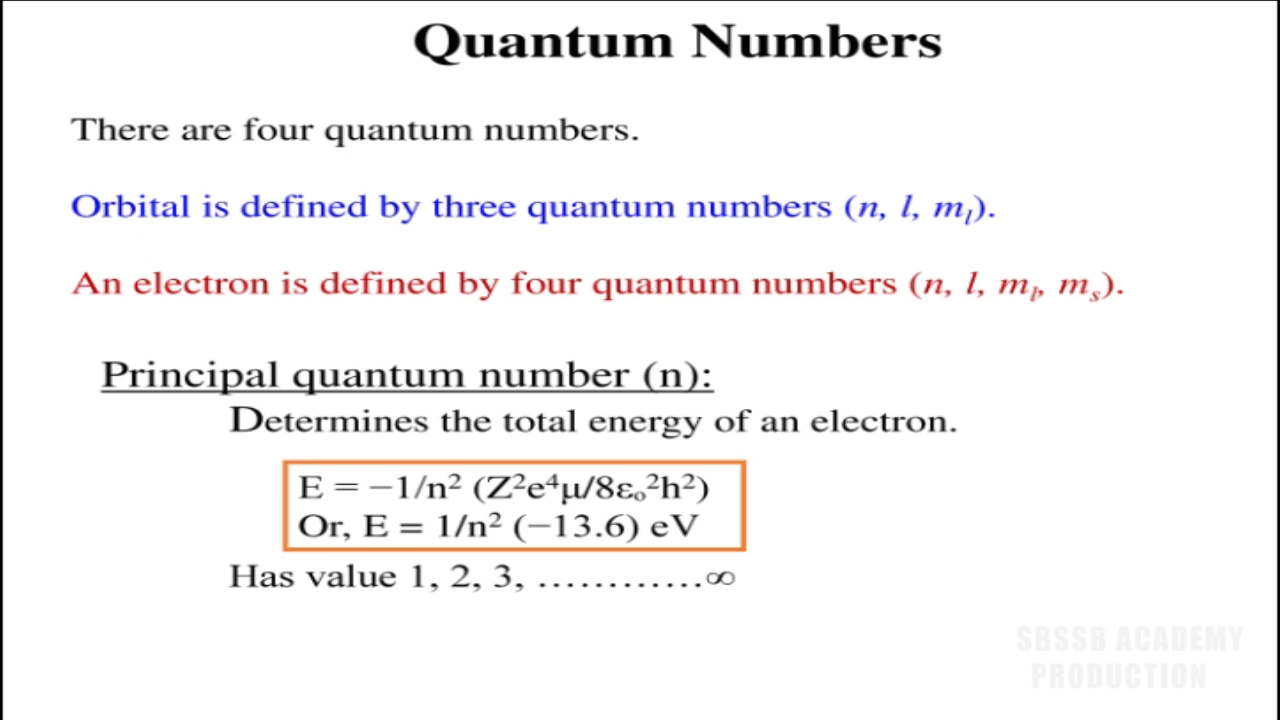 Quantum Numbers
There are four quantum numbers.
Orbital is defined by three quantum numbers (n, l, mₗ).
An electron is defined by four quantum numbers (n, l, mₗ, mₛ).
Principal quantum number (n):
Determines the total energy of an electron.
E = −1/n² (Z²e⁴μ/8ε₀²h²)
Or, E = 1/n² (−13.6) eV
Has value 1, 2, 3, …………∞
SBSSB ACADEMY
PRODUCTION